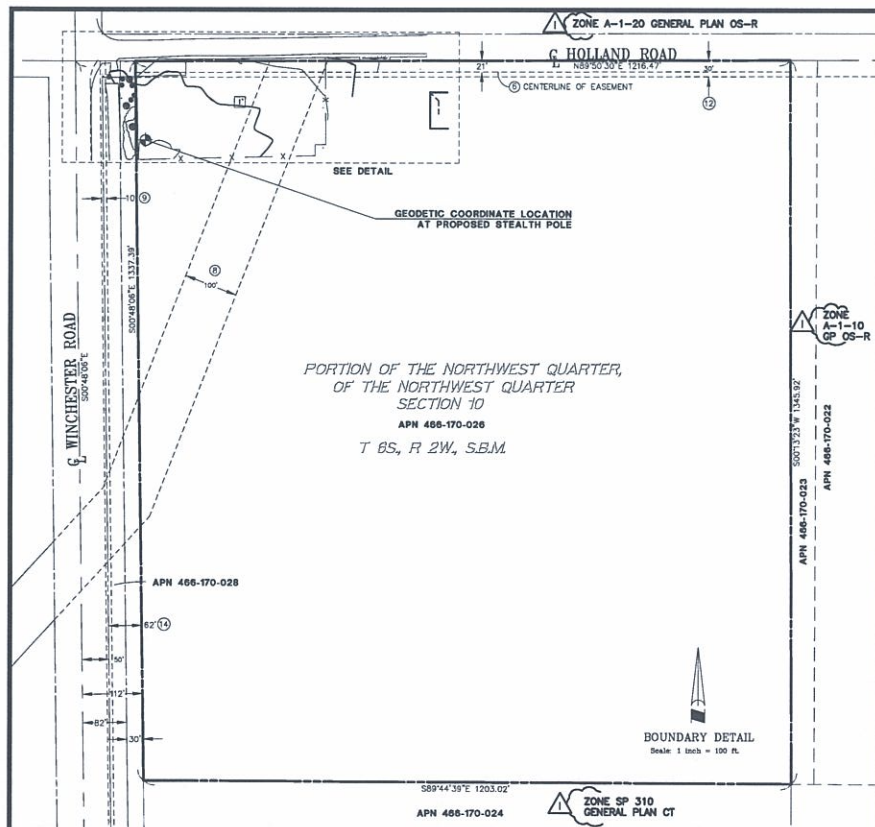 ZONE A-1-20 GENERAL PLAN OS-R
1
℄ HOLLAND ROAD
N89°50'30"E 1216.47'
21'
30'
6 CENTERLINE OF EASEMENT
12
1'
SEE DETAIL
10' 9
GEODETIC COORDINATE LOCATION
AT PROPOSED STEALTH POLE
8
100'
S00°48'06"E 1337.39'
℄ WINCHESTER ROAD
S00°48'06"E
1
ZONE
A-1-10
GP OS-R
PORTION OF THE NORTHWEST QUARTER,
OF THE NORTHWEST QUARTER
SECTION 10
APN 466-170-026
T 6S., R 2W., S.B.M.
S00°13'23"W 1345.92'
APN 466-170-023
APN 466-170-022
APN 466-170-028
62' 14
50'
112'
82'
30'
BOUNDARY DETAIL
Scale: 1 inch = 100 ft.
S89°44'39"E 1203.02'
APN 466-170-024
1
ZONE SP 310
GENERAL PLAN CT